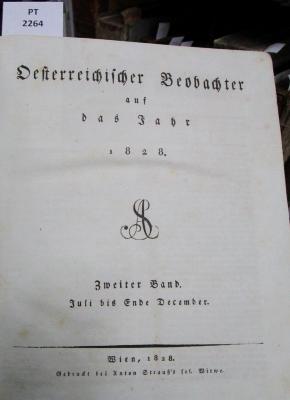 PT
2264
Oesterreichischer Beobachter
auf
das Jahr
1828.
AS
Zweiter Band.
Juli bis Ende December.
Wien, 1828.
Gedruckt bei Anton Strauß's sel. Witwe.